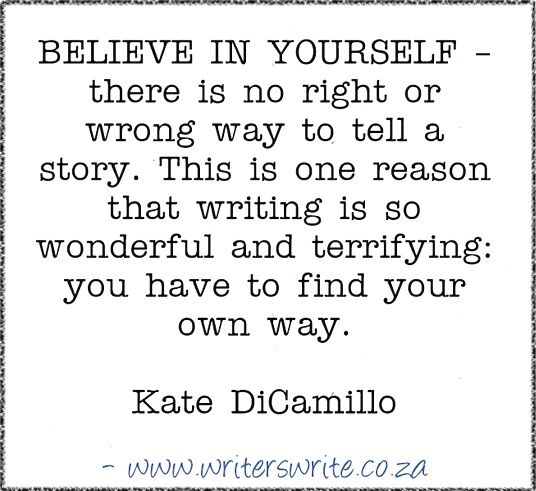 BELIEVE IN YOURSELF –
there is no right or
wrong way to tell a
story. This is one reason
that writing is so
wonderful and terrifying:
you have to find your
own way.
Kate DiCamillo
- www.writerswrite.co.za